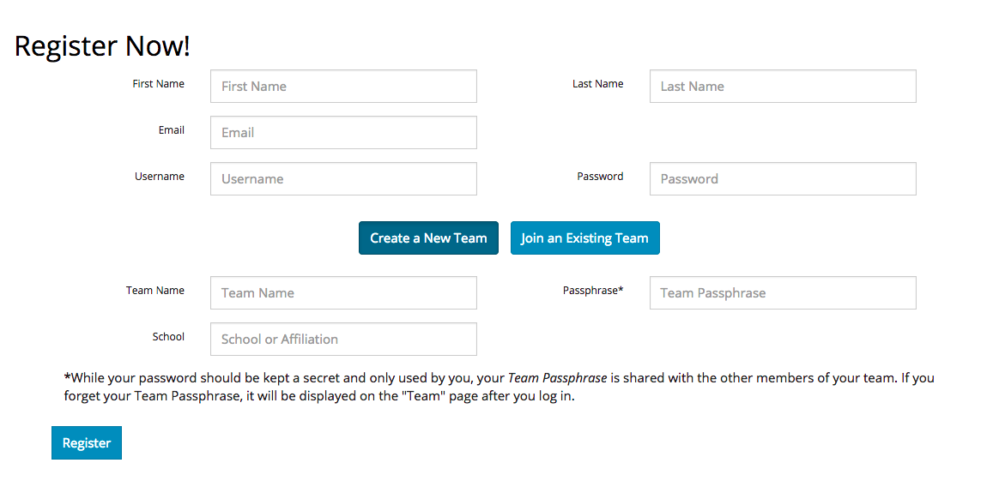 Register Now!
First Name First Name Last Name Last Name
Email Email
Username Username Password Password
Create a New Team Join an Existing Team
Team Name Team Name Passphrase* Team Passphrase
School School or Affiliation
*While your password should be kept a secret and only used by you, your Team Passphrase is shared with the other members of your team. If you
forget your Team Passphrase, it will be displayed on the "Team" page after you log in.
Register